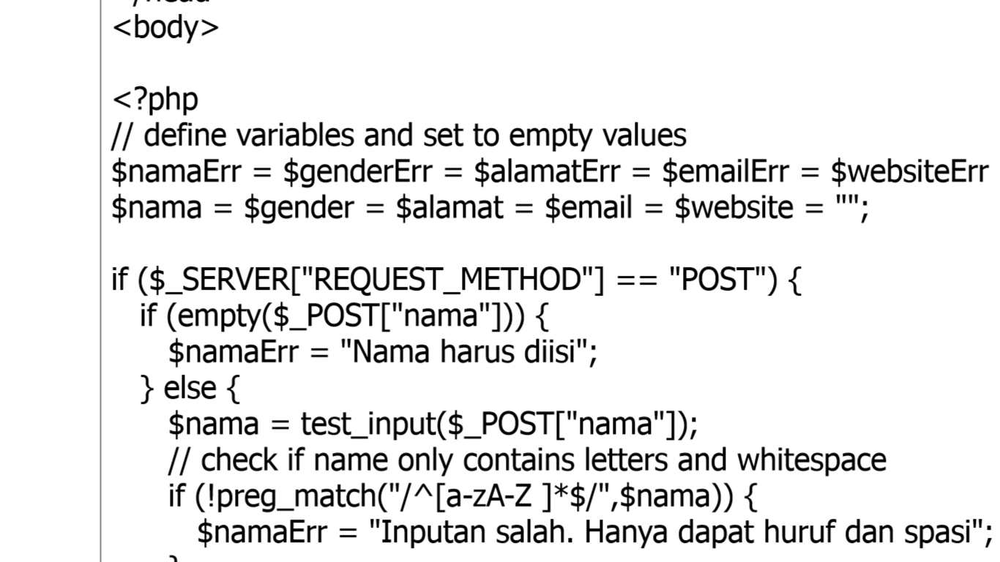 <body>
<?php
// define variables and set to empty values
$namaErr = $genderErr = $alamatErr = $emailErr = $websiteErr
$nama = $gender = $alamat = $email = $website = "";
if ($_SERVER["REQUEST_METHOD"] == "POST") {
if (empty($_POST["nama"])) {
$namaErr = "Nama harus diisi";
} else {
$nama = test_input($_POST["nama"]);
// check if name only contains letters and whitespace
if (!preg_match("/^[a-zA-Z ]*$/",$nama)) {
$namaErr = "Inputan salah. Hanya dapat huruf dan spasi";